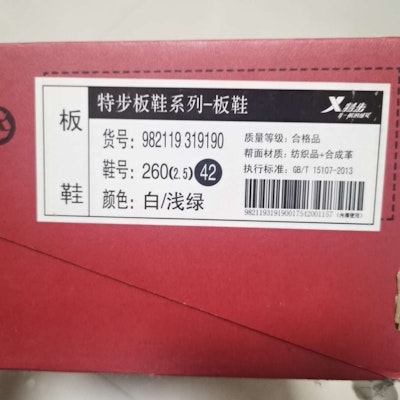 板鞋
特步板鞋系列-板鞋
X特步
货号: 982119 319190
鞋号: 260(2.5) 42
颜色: 白/浅绿
质量等级: 合格品
帮面材质: 纺织品+合成革
执行标准: GB/T 15107-2013